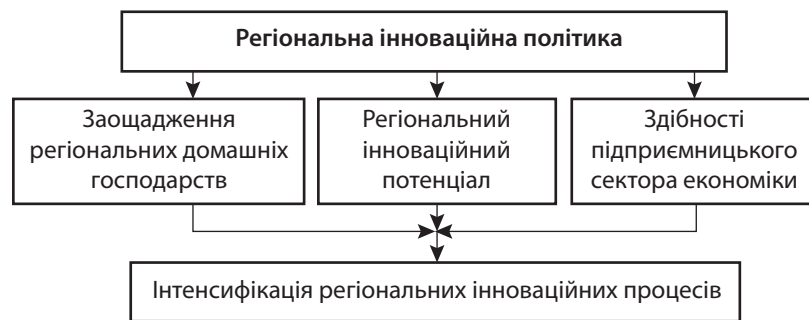 Регіональна інноваційна політика
Заощадження
регіональних домашніх
господарств
Регіональний
інноваційний
потенціал
Здібності
підприємницького
сектора економіки
Інтенсифікація регіональних інноваційних процесів